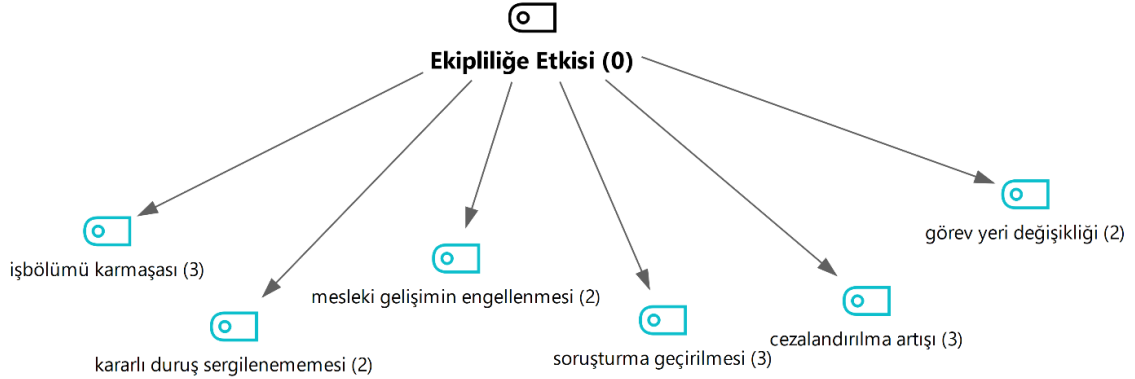 Ekipliliğe Etkisi (0)
görev yeri değişikliği (2)
işbölümü karmaşası (3)
mesleki gelişimin engellenmesi (2)
cezalandırılma artışı (3)
soruşturma geçirilmesi (3)
kararlı duruş sergilenememesi (2)